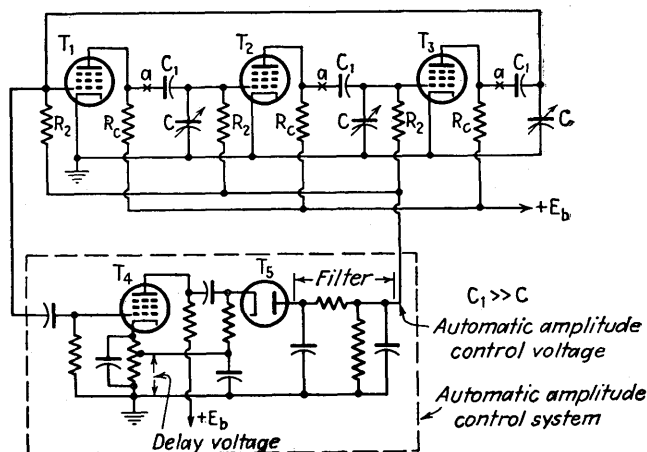 T1
T2
T3
a C1
a C1
a C1
R2
Rc
C
R2
Rc
C
R2
Rc
C
+Eb
T4
T5
Filter
C1 >> C
Automatic amplitude
control voltage
Automatic amplitude
control system
+Eb
Delay voltage